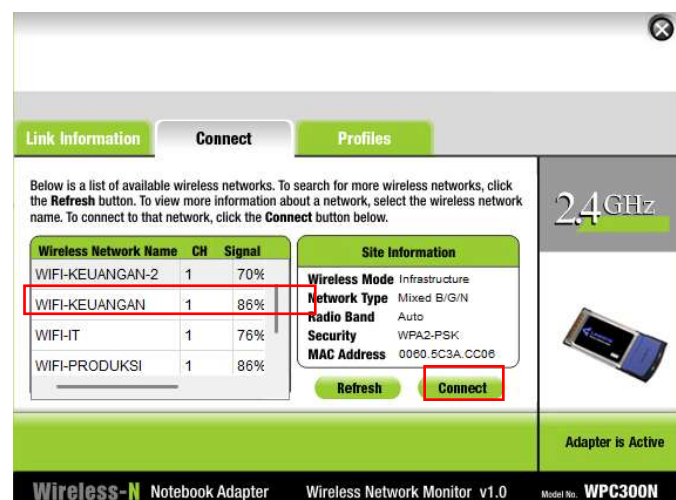 Link Information Connect Profiles
Below is a list of available wireless networks. To search for more wireless networks, click
the Refresh button. To view more information about a network, select the wireless network
name. To connect to that network, click the Connect button below.
2.4GHz
Wireless Network Name CH Signal
WIFI-KEUANGAN-2 1 70%
WIFI-KEUANGAN 1 86%
WIFI-IT 1 76%
WIFI-PRODUKSI 1 86%
Site Information
Wireless Mode Infrastructure
Network Type Mixed B/G/N
Radio Band Auto
Security WPA2-PSK
MAC Address 0060.5C3A.CC06
Refresh Connect
Adapter is Active
Wireless-N Notebook Adapter Wireless Network Monitor v1.0 Model No. WPC300N